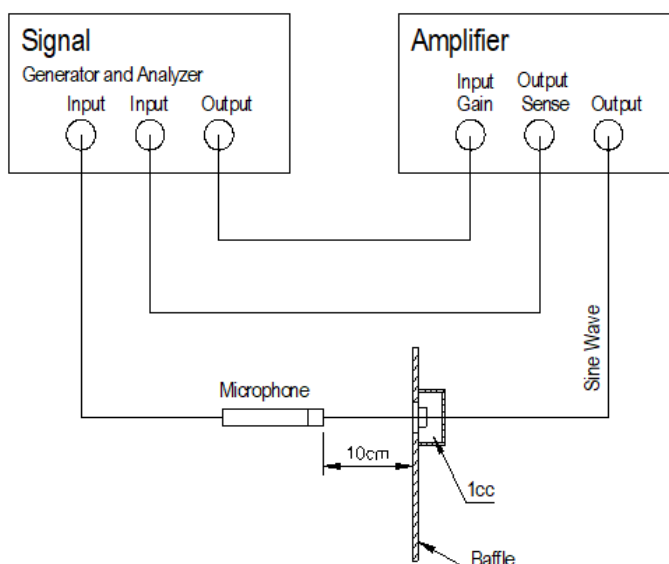 Signal
Generator and Analyzer
Input Input Output
Amplifier
Input Gain
Output Sense
Output
Sine Wave
Microphone
10cm
1cc
Baffle